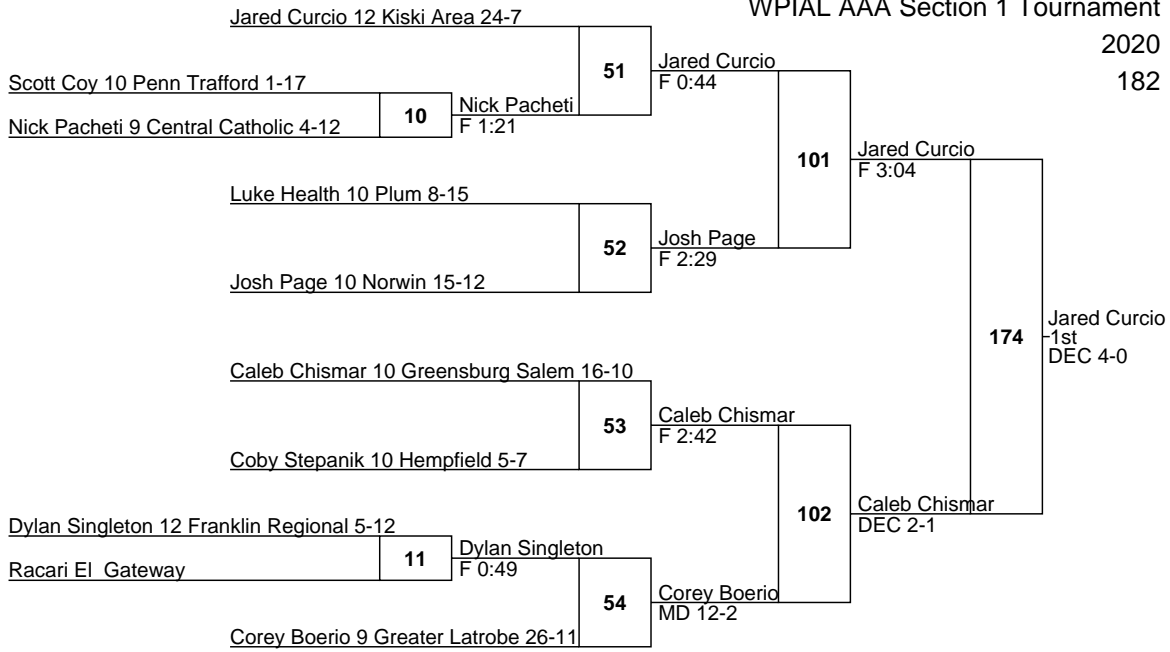 WPIAL AAA Section 1 Tournament
2020
182
Jared Curcio 12 Kiski Area 24-7
51
Jared Curcio
F 0:44
Scott Coy 10 Penn Trafford 1-17
10
Nick Pacheti
F 1:21
Nick Pacheti 9 Central Catholic 4-12
101
Jared Curcio
F 3:04
Luke Health 10 Plum 8-15
52
Josh Page
F 2:29
Josh Page 10 Norwin 15-12
174
Jared Curcio
1st
DEC 4-0
Caleb Chismar 10 Greensburg Salem 16-10
53
Caleb Chismar
F 2:42
Coby Stepanik 10 Hempfield 5-7
102
Caleb Chismar
DEC 2-1
Dylan Singleton 12 Franklin Regional 5-12
11
Dylan Singleton
F 0:49
Racari El  Gateway
54
Corey Boerio
MD 12-2
Corey Boerio 9 Greater Latrobe 26-11